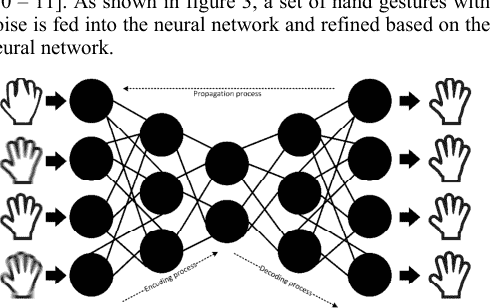 0 – 11]. As shown in figure 3, a set of hand gestures with
oise is fed into the neural network and refined based on the
eural network.
Propagation process
Encoding process
Decoding process